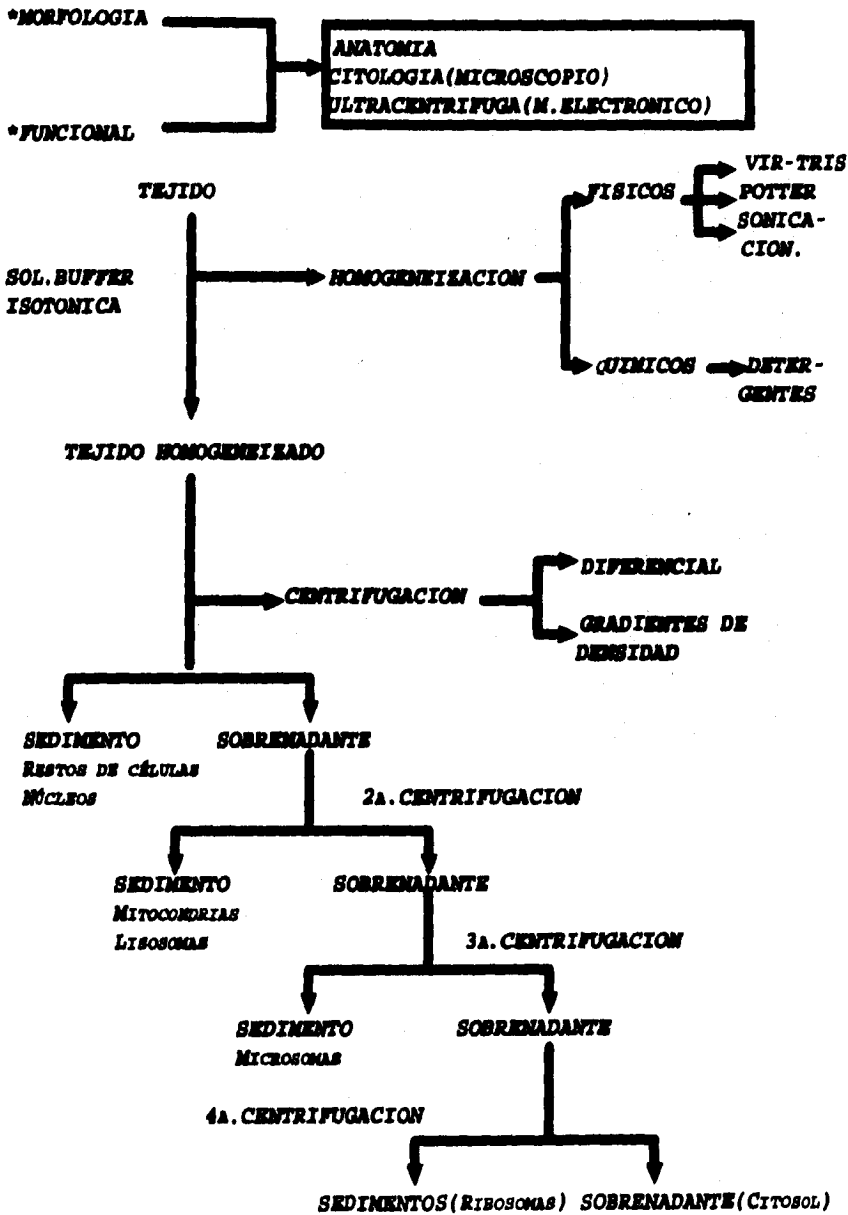 *MORFOLOGIA
ANATOMIA
CITOLOGIA(MICROSCOPIO)
ULTRACENTRIFUGA(M.ELECTRONICO)
*FUNCIONAL
TEJIDO
SOL.BUFFER
ISOTONICA
HOMOGENEIZACION
FISICOS
VIR-TRIS
POTTER
SONICA-
CION.
QUIMICOS
DETER-
GENTES
TEJIDO HOMOGENEIZADO
CENTRIFUGACION
DIFERENCIAL
GRADIENTES DE
DENSIDAD
SEDIMENTO
RESTOS DE CÉLULAS
NÚCLEOS
SOBRENADANTE
2A.CENTRIFUGACION
SEDIMENTO
MITOCONDRIAS
LISOSOMAS
SOBRENADANTE
3A.CENTRIFUGACION
SEDIMENTO
MICROSOMAS
SOBRENADANTE
4A.CENTRIFUGACION
SEDIMENTOS(RIBOSOMAS)
SOBRENADANTE(CITOSOL)